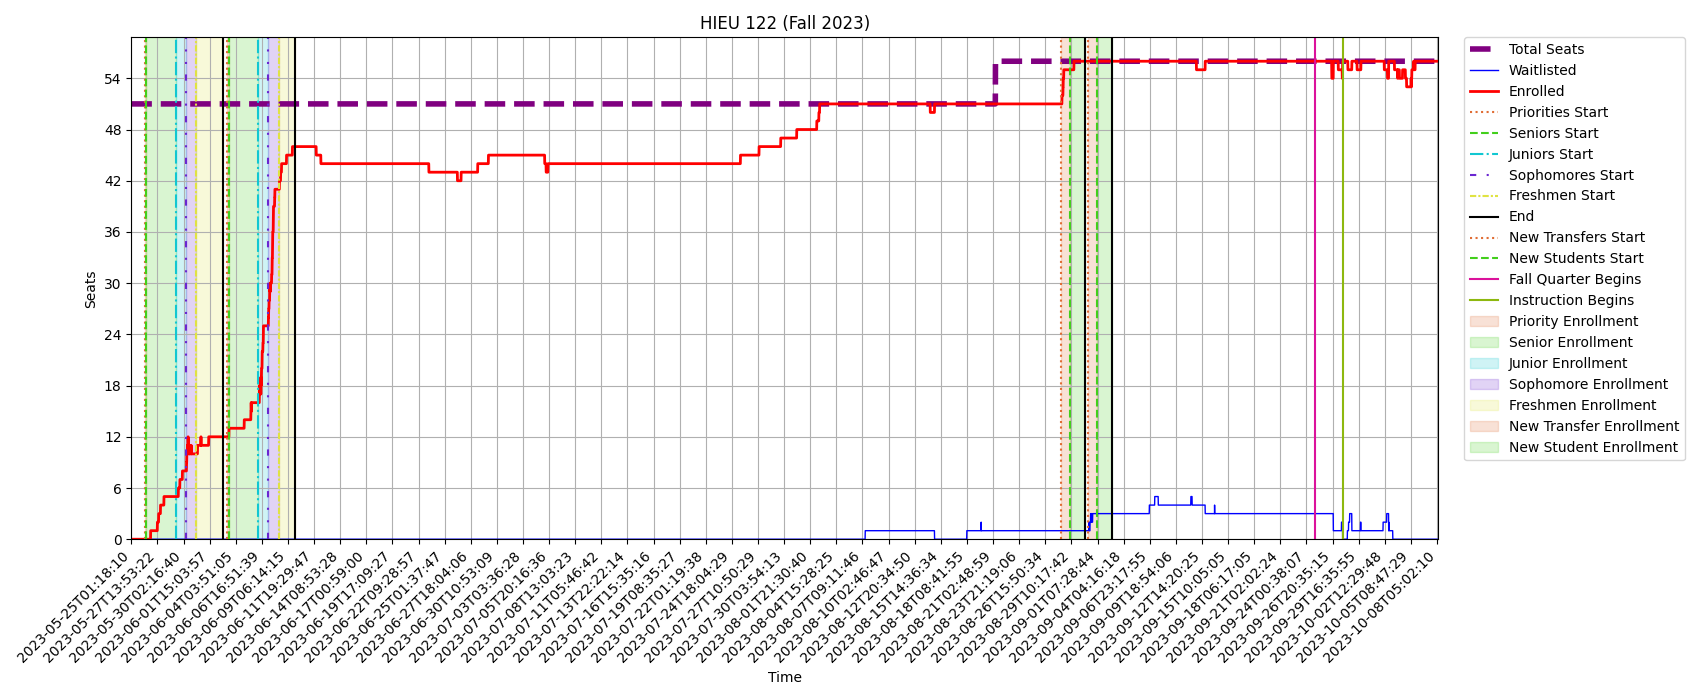 HIEU 122 (Fall 2023)
Seats
54
48
42
36
30
24
18
12
6
0
2023-05-25T01:18:10
2023-05-27T13:53:22
2023-05-30T02:16:40
2023-06-01T15:03:57
2023-06-04T03:51:05
2023-06-06T16:51:39
2023-06-09T06:14:15
2023-06-11T19:29:47
2023-06-14T08:53:28
2023-06-17T00:59:00
2023-06-19T17:09:27
2023-06-22T09:28:57
2023-06-25T01:37:47
2023-06-27T18:04:06
2023-06-30T10:53:09
2023-07-03T03:36:28
2023-07-05T20:16:36
2023-07-08T13:03:23
2023-07-11T05:46:42
2023-07-13T22:22:14
2023-07-16T15:35:16
2023-07-19T08:35:27
2023-07-22T01:19:38
2023-07-24T18:04:29
2023-07-27T10:50:29
2023-07-30T03:54:13
2023-08-01T21:30:40
2023-08-04T15:28:25
2023-08-07T09:11:46
2023-08-10T02:46:47
2023-08-12T20:34:50
2023-08-15T14:36:34
2023-08-18T08:41:55
2023-08-21T02:48:59
2023-08-23T21:19:06
2023-08-26T15:50:34
2023-08-29T10:17:42
2023-09-01T07:28:44
2023-09-04T04:16:18
2023-09-06T23:17:55
2023-09-09T18:54:06
2023-09-12T14:20:25
2023-09-15T10:05:05
2023-09-18T06:17:05
2023-09-21T02:02:24
2023-09-24T00:38:07
2023-09-26T20:35:15
2023-09-29T16:35:55
2023-10-02T12:29:48
2023-10-05T08:47:29
2023-10-08T05:02:10
Time
Total Seats
Waitlisted
Enrolled
Priorities Start
Seniors Start
Juniors Start
Sophomores Start
Freshmen Start
End
New Transfers Start
New Students Start
Fall Quarter Begins
Instruction Begins
Priority Enrollment
Senior Enrollment
Junior Enrollment
Sophomore Enrollment
Freshmen Enrollment
New Transfer Enrollment
New Student Enrollment